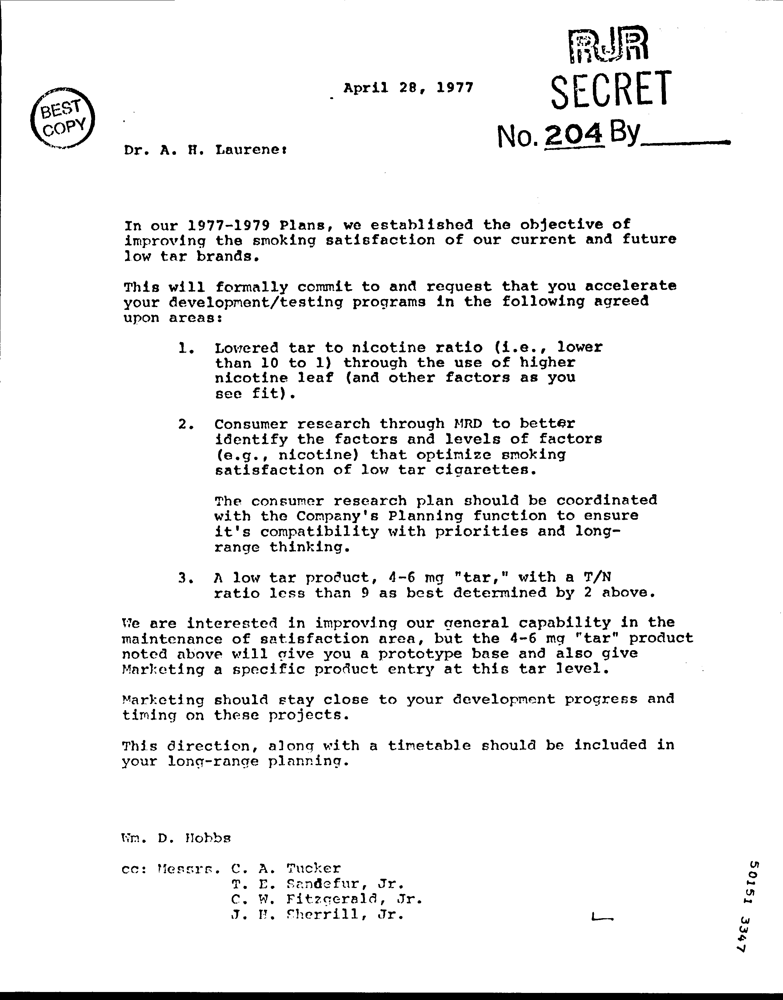 RJR
SECRET
No. 204 By
April 28, 1977
BEST
COPY
Dr. A. H. Laurene:
In our 1977-1979 Plans, we established the objective of
improving the smoking satisfaction of our current and future
low tar brands.
This will formally commit to and request that you accelerate
your development/testing programs in the following agreed
upon areas:
1. Lowered tar to nicotine ratio (i.e., lower
than 10 to 1) through the use of higher
nicotine leaf (and other factors as you
see fit).
2. Consumer research through MRD to better
identify the factors and levels of factors
(e.g., nicotine) that optimize smoking
satisfaction of low tar cigarettes.
The consumer research plan should be coordinated
with the Company's Planning function to ensure
it's compatibility with priorities and long-
range thinking.
3. A low tar product, 4-6 mg "tar," with a T/N
ratio less than 9 as best determined by 2 above.
We are interested in improving our general capability in the
maintenance of satisfaction area, but the 4-6 mg "tar" product
noted above will give you a prototype base and also give
Marketing a specific product entry at this tar level.
Marketing should stay close to your development progress and
timing on these projects.
This direction, along with a timetable should be included in
your long-range planning.
Wm. D. Hobbs
cc: Messrs. C. A. Tucker
T. E. Sandefur, Jr.
C. W. Fitzgerald, Jr.
J. H. Sherrill, Jr.
50151 3347